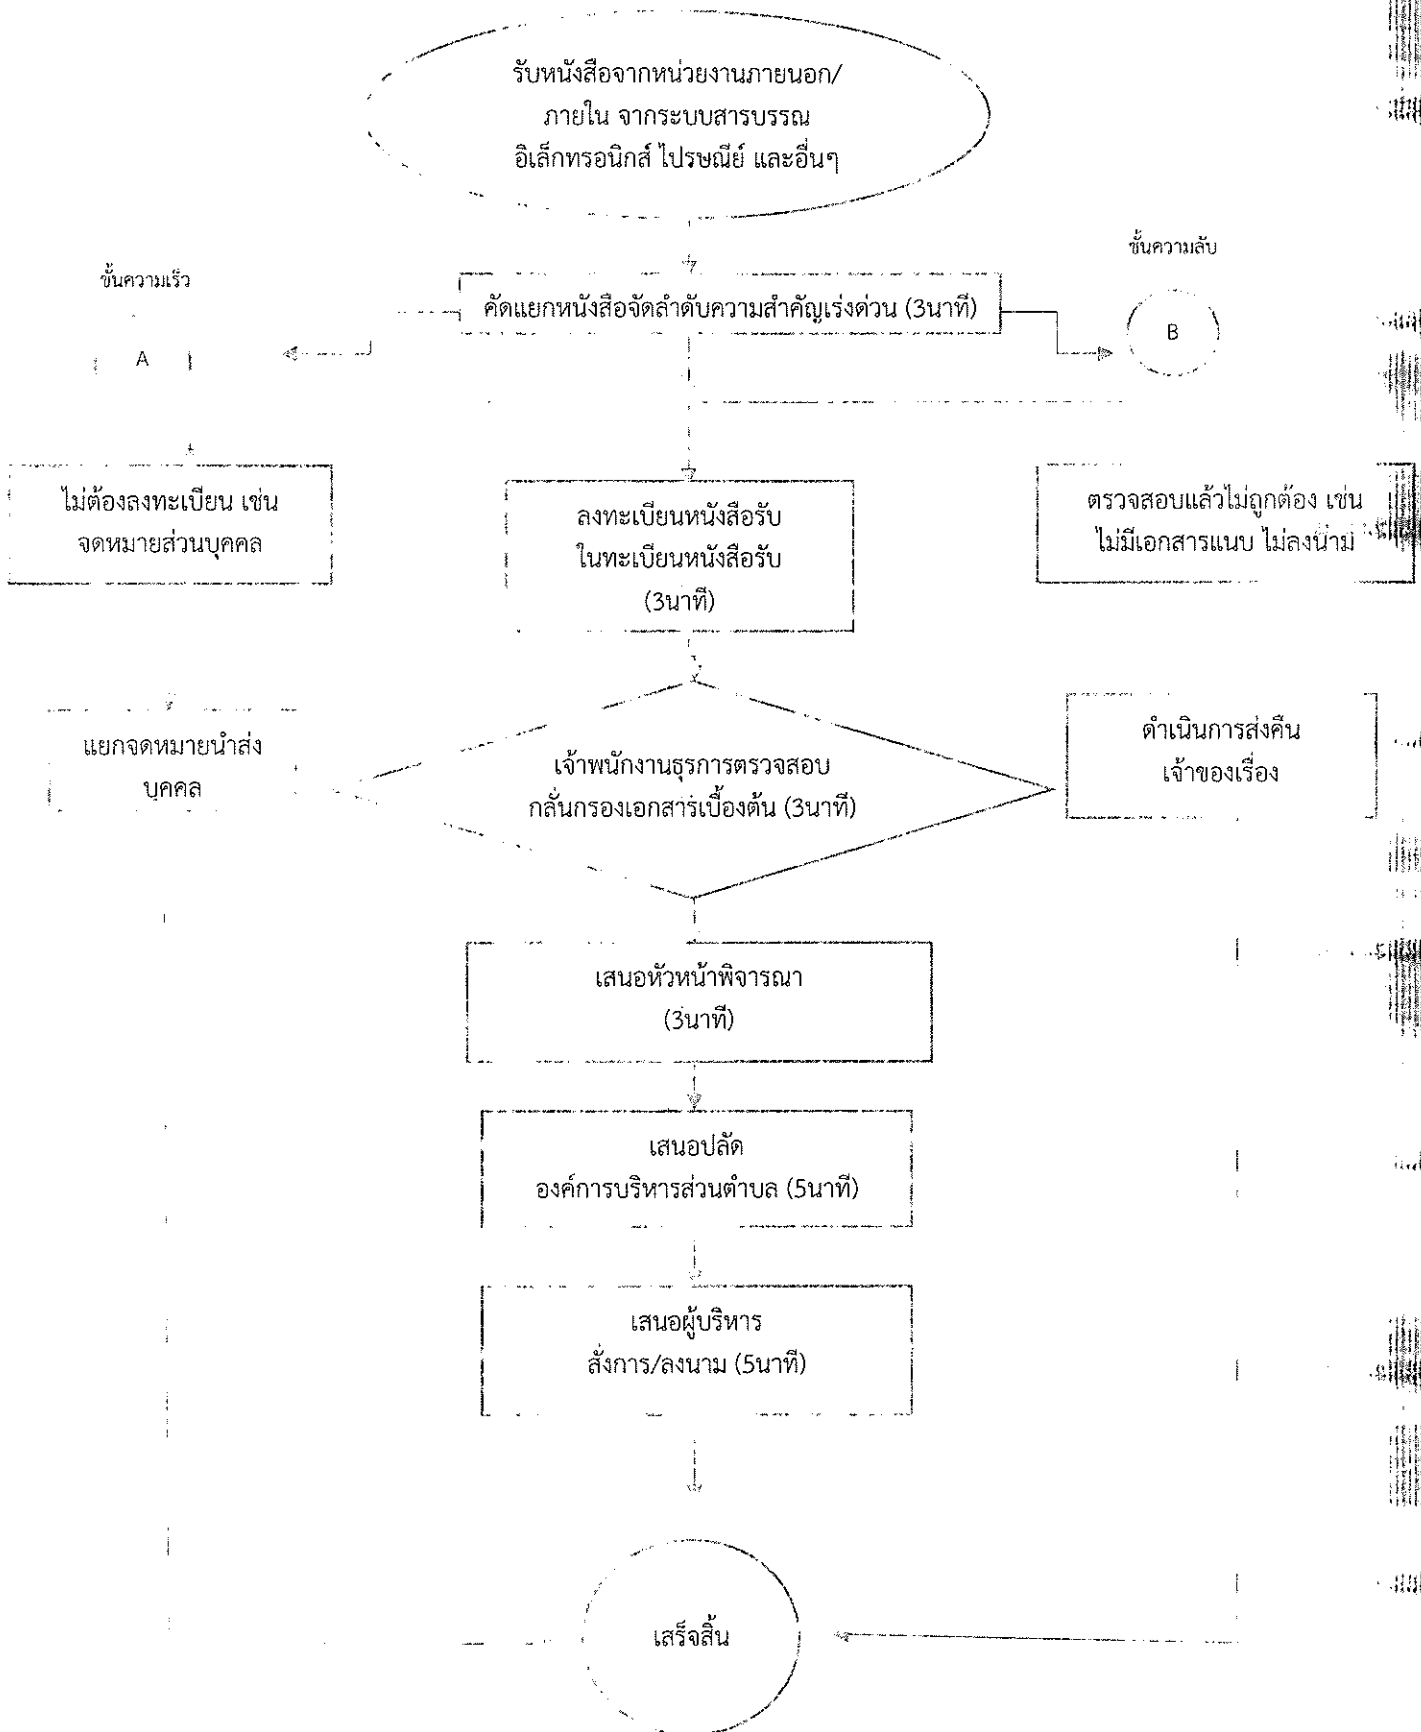 รับหนังสือจากหน่วยงานภายนอก/
ภายใน จากระบบสารบรรณ
อิเล็กทรอนิกส์ ไปรษณีย์ และอื่นๆ
ชั้นความเร็ว
ชั้นความลับ
คัดแยกหนังสือจัดลำดับความสำคัญเร่งด่วน (3นาที)
A
B
ไม่ต้องลงทะเบียน เช่น
จดหมายส่วนบุคคล
ลงทะเบียนหนังสือรับ
ในทะเบียนหนังสือรับ
(3นาที)
ตรวจสอบแล้วไม่ถูกต้อง เช่น
ไม่มีเอกสารแนบ ไม่ลงนาม
แยกจดหมายนำส่ง
บุคคล
เจ้าพนักงานธุรการตรวจสอบ
กลั่นกรองเอกสารเบื้องต้น (3นาที)
ดำเนินการส่งคืน
เจ้าของเรื่อง
เสนอหัวหน้าพิจารณา
(3นาที)
เสนอปลัด
องค์การบริหารส่วนตำบล (5นาที)
เสนอผู้บริหาร
สั่งการ/ลงนาม (5นาที)
เสร็จสิ้น